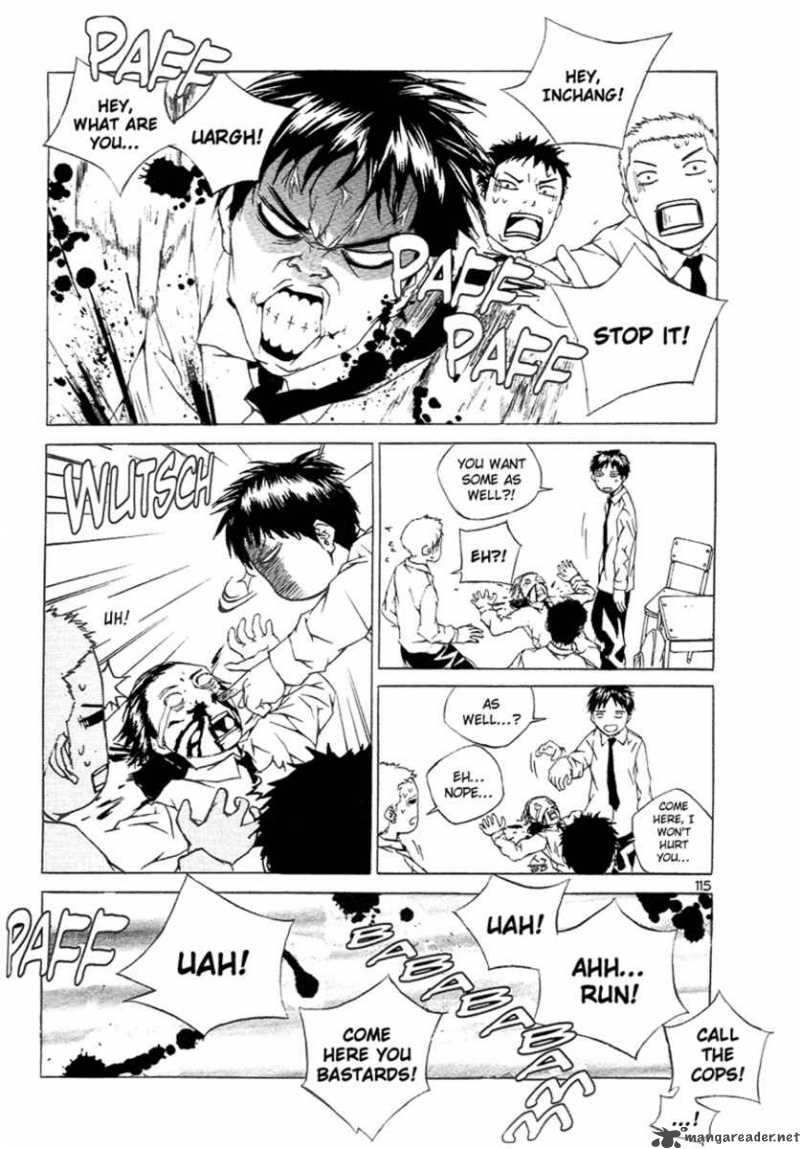 PAFF
HEY,
WHAT ARE
YOU...
UARGH!
HEY,
INCHANG!
PAFF
PAFF
STOP IT!
WUTSCH
UH!
YOU WANT
SOME AS
WELL?!
EH?!
AS
WELL...?
EH...
NOPE...
COME
HERE, I
WON'T
HURT
YOU...
115
PAFF
UAH!
COME
HERE YOU
BASTARDS!
BABABABABAMM
UAH!
AHH...
RUN!
CALL
THE
COPS!
...!
mangareader.net